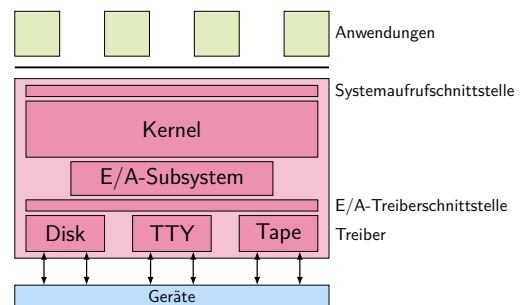 Anwendungen
Systemaufrufschnittstelle
Kernel
E/A-Subsystem
E/A-Treiberschnittstelle
Disk TTY Tape Treiber
Geräte